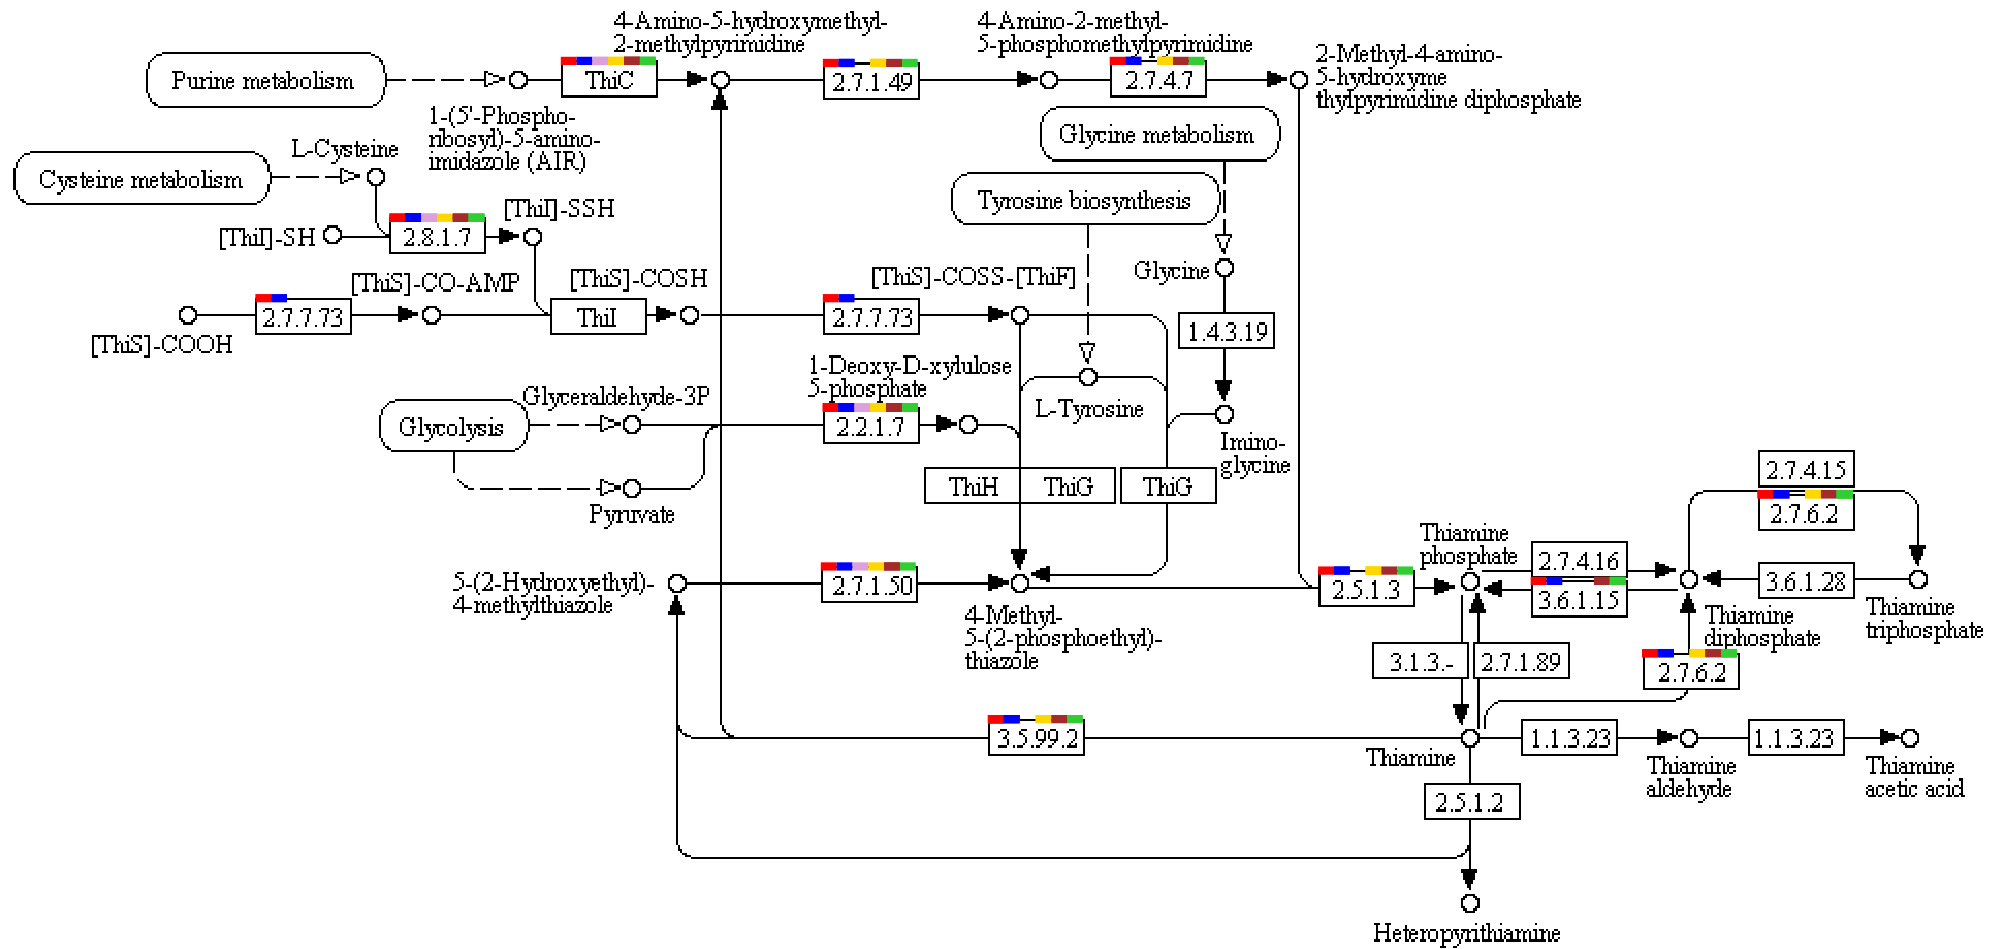 4-Amino-5-hydroxymethyl-
2-methylpyrimidine
4-Amino-2-methyl-
5-phosphomethylpyrimidine
2-Methyl-4-amino-
5-hydroxyme
thylpyrimidine diphosphate
Purine metabolism
ThiC
2.7.1.49
2.7.4.7
1-(5'-Phospho-
ribosyl)-5-amino-
imidazole (AIR)
Glycine metabolism
L-Cysteine
Cysteine metabolism
Tyrosine biosynthesis
[ThiI]-SH
2.8.1.7
[ThiI]-SSH
Glycine
[ThiS]-CO-AMP
[ThiS]-COSH
[ThiS]-COSS-[ThiF]
[ThiS]-COOH
2.7.7.73
ThiI
2.7.7.73
1.4.3.19
1-Deoxy-D-xylulose
5-phosphate
Glyceraldehyde-3P
Glycolysis
2.2.1.7
L-Tyrosine
Imino-
glycine
Pyruvate
ThiH
ThiG
ThiG
2.7.4.15
2.7.6.2
Thiamine
phosphate
5-(2-Hydroxyethyl)-
4-methylthiazole
2.7.1.50
4-Methyl-
5-(2-phosphoethyl)-
thiazole
2.5.1.3
2.7.4.16
3.6.1.15
3.6.1.28
Thiamine
diphosphate
Thiamine
triphosphate
3.1.3.-
2.7.1.89
2.7.6.2
3.5.99.2
Thiamine
1.1.3.23
Thiamine
aldehyde
1.1.3.23
Thiamine
acetic acid
2.5.1.2
Heteropyrithiamine